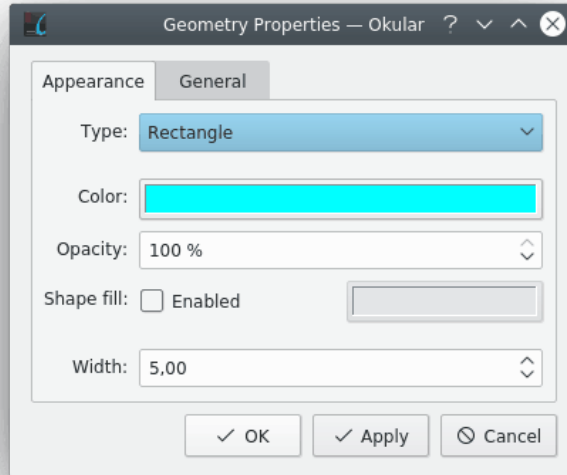 Geometry Properties — Okular
Appearance General
Type: Rectangle
Color:
Opacity: 100 %
Shape fill: Enabled
Width: 5,00
OK Apply Cancel